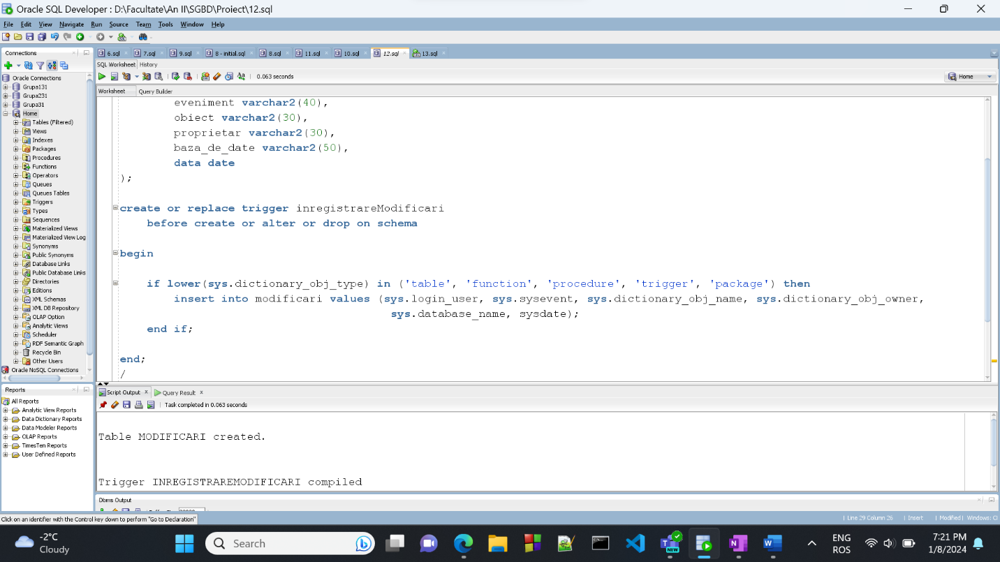 Oracle SQL Developer : D:\Facultate\An II\SGBD\Proiect\12.sql
File Edit View Navigate Run Source Team Tools Window Help
Connections
Oracle Connections
Grupa131
Grupa231
Grupa31
Home
Tables (Filtered)
Views
Indexes
Packages
Procedures
Functions
Operators
Queues
Queues Tables
Triggers
Types
Sequences
Materialized Views
Materialized View Log
Synonyms
Public Synonyms
Database Links
Public Database Links
Directories
Editions
XML Schemas
XML DB Repository
OLAP Option
Analytic Views
Scheduler
RDF Semantic Graph
Recycle Bin
Other Users
Oracle NoSQL Connections
Reports
All Reports
Analytic View Reports
Data Dictionary Reports
Data Modeler Reports
OLAP Reports
TimesTen Reports
User Defined Reports
6.sql 7.sql 9.sql 8 - initial.sql 8.sql 11.sql 10.sql 12.sql 13.sql
SQL Worksheet History
0.063 seconds
Home
Worksheet Query Builder
eveniment varchar2(40),
obiect varchar2(30),
proprietar varchar2(30),
baza_de_date varchar2(50),
data date
);
create or replace trigger inregistrareModificari
before create or alter or drop on schema
begin
if lower(sys.dictionary_obj_type) in ('table', 'function', 'procedure', 'trigger', 'package') then
insert into modificari values (sys.login_user, sys.sysevent, sys.dictionary_obj_name, sys.dictionary_obj_owner,
sys.database_name, sysdate);
end if;
end;
/
Script Output Query Result
Task completed in 0.063 seconds
Table MODIFICARI created.
Trigger INREGISTRAREMODIFICARI compiled
Dbms Output
Click on an identifier with the Control key down to perform "Go to Declaration"
Line 29 Column 26 Insert Modified Windows:
-2°C
Cloudy
Search
NEW
ENG
ROS
7:21 PM
1/8/2024